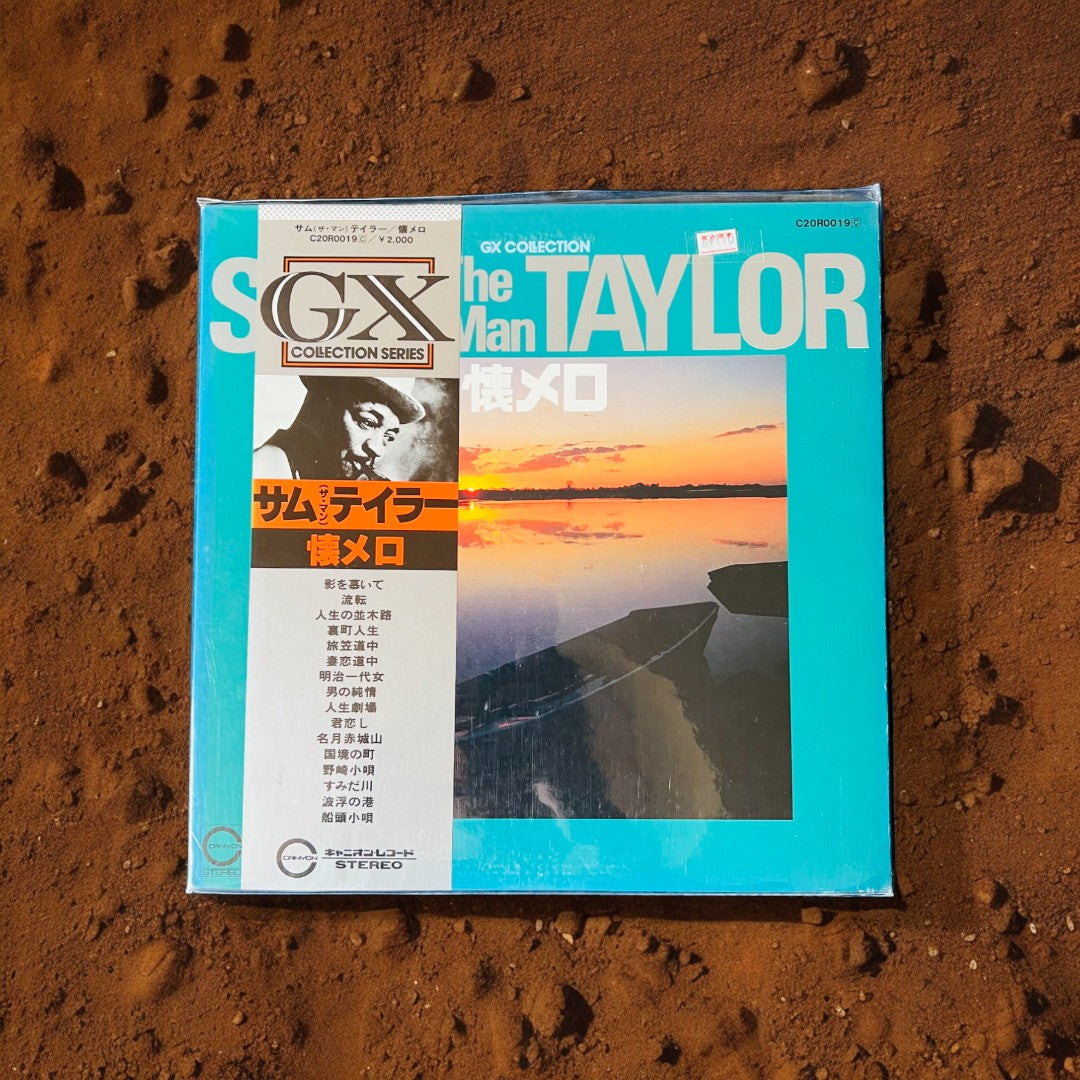 サム(ザ・マン)テイラー/懐メロ
C20R0019Ⓒ/¥2,000
GX
COLLECTION SERIES
サム(ザ・マン)テイラー
懐メロ
影を慕いて
流転
人生の並木路
裏町人生
旅笠道中
妻恋道中
明治一代女
男の純情
人生劇場
君恋し
名月赤城山
国境の町
野崎小唄
すみだ川
波浮の港
船頭小唄
CANYON
キャニオン・レコード
STEREO
C20R0019Ⓒ
GX COLLECTION
S
The
Man
TAYLOR
懐メロ
CANYON
STEREO